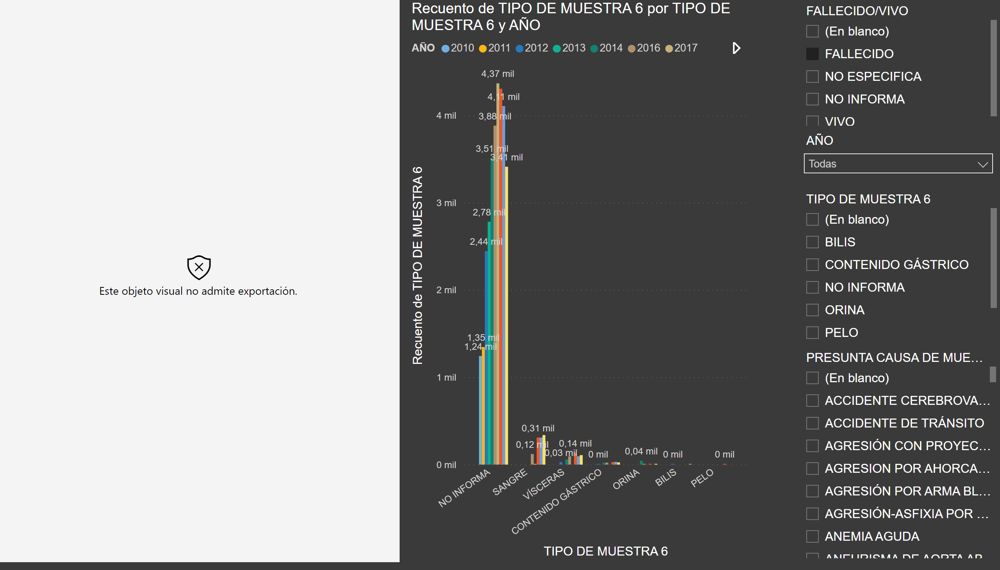 Este objeto visual no admite exportación.
Recuento de TIPO DE MUESTRA 6 por TIPO DE
MUESTRA 6 y AÑO
AÑO 2010 2011 2012 2013 2014 2016 2017
Recuento de TIPO DE MUESTRA 6
4 mil
3 mil
2 mil
1 mil
0 mil
4,37 mil
4,11 mil
3,88 mil
3,51 mil
3,41 mil
2,78 mil
2,44 mil
1,35 mil
1,24 mil
0,31 mil
0,12 mil
0,14 mil
0,03 mil
0 mil
0,04 mil
0 mil
0 mil
NO INFORMA
SANGRE
VÍSCERAS
CONTENIDO GÁSTRICO
ORINA
BILIS
PELO
TIPO DE MUESTRA 6
FALLECIDO/VIVO
(En blanco)
FALLECIDO
NO ESPECIFICA
NO INFORMA
VIVO
AÑO
Todas
TIPO DE MUESTRA 6
(En blanco)
BILIS
CONTENIDO GÁSTRICO
NO INFORMA
ORINA
PELO
PRESUNTA CAUSA DE MUE...
(En blanco)
ACCIDENTE CEREBROVA...
ACCIDENTE DE TRÁNSITO
AGRESIÓN CON PROYEC...
AGRESION POR AHORCA...
AGRESIÓN POR ARMA BL...
AGRESIÓN-ASFIXIA POR ...
ANEMIA AGUDA
ANEURISMA DE AORTA AB